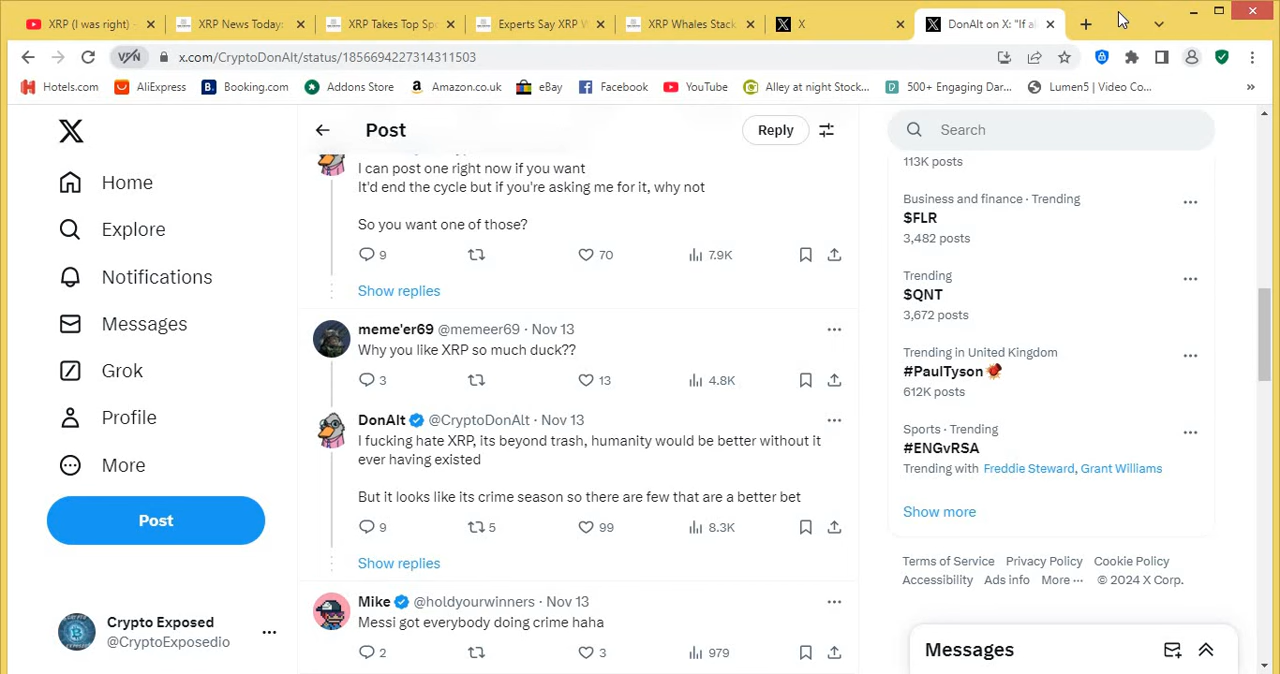 XRP (I was right) -
XRP News Today:
XRP Takes Top Sp
Experts Say XRP
XRP Whales Stack
X
DonAlt on X: "If a
VPN
x.com/CryptoDonAlt/status/1856694227314311503
Hotels.com
AliExpress
Booking.com
Addons Store
Amazon.co.uk
eBay
Facebook
YouTube
Alley at night Stock...
500+ Engaging Dar...
Lumen5 | Video Co...
»
Home
Explore
Notifications
Messages
Grok
Profile
More
Post
Crypto Exposed
@CryptoExposedio
Post
Reply
I can post one right now if you want
It'd end the cycle but if you're asking me for it, why not
So you want one of those?
9 70 7.9K
Show replies
meme'er69 @memeer69 · Nov 13
Why you like XRP so much duck??
3 13 4.8K
DonAlt @CryptoDonAlt · Nov 13
I fucking hate XRP, its beyond trash, humanity would be better without it
ever having existed
But it looks like its crime season so there are few that are a better bet
9 5 99 8.3K
Show replies
Mike @holdyourwinners · Nov 13
Messi got everybody doing crime haha
2 3 979
Search
113K posts
Business and finance · Trending
$FLR
3,482 posts
Trending
$QNT
3,672 posts
Trending in United Kingdom
#PaulTyson
612K posts
Sports · Trending
#ENGvRSA
Trending with Freddie Steward, Grant Williams
Show more
Terms of Service Privacy Policy Cookie Policy
Accessibility Ads info More ··· © 2024 X Corp.
Messages